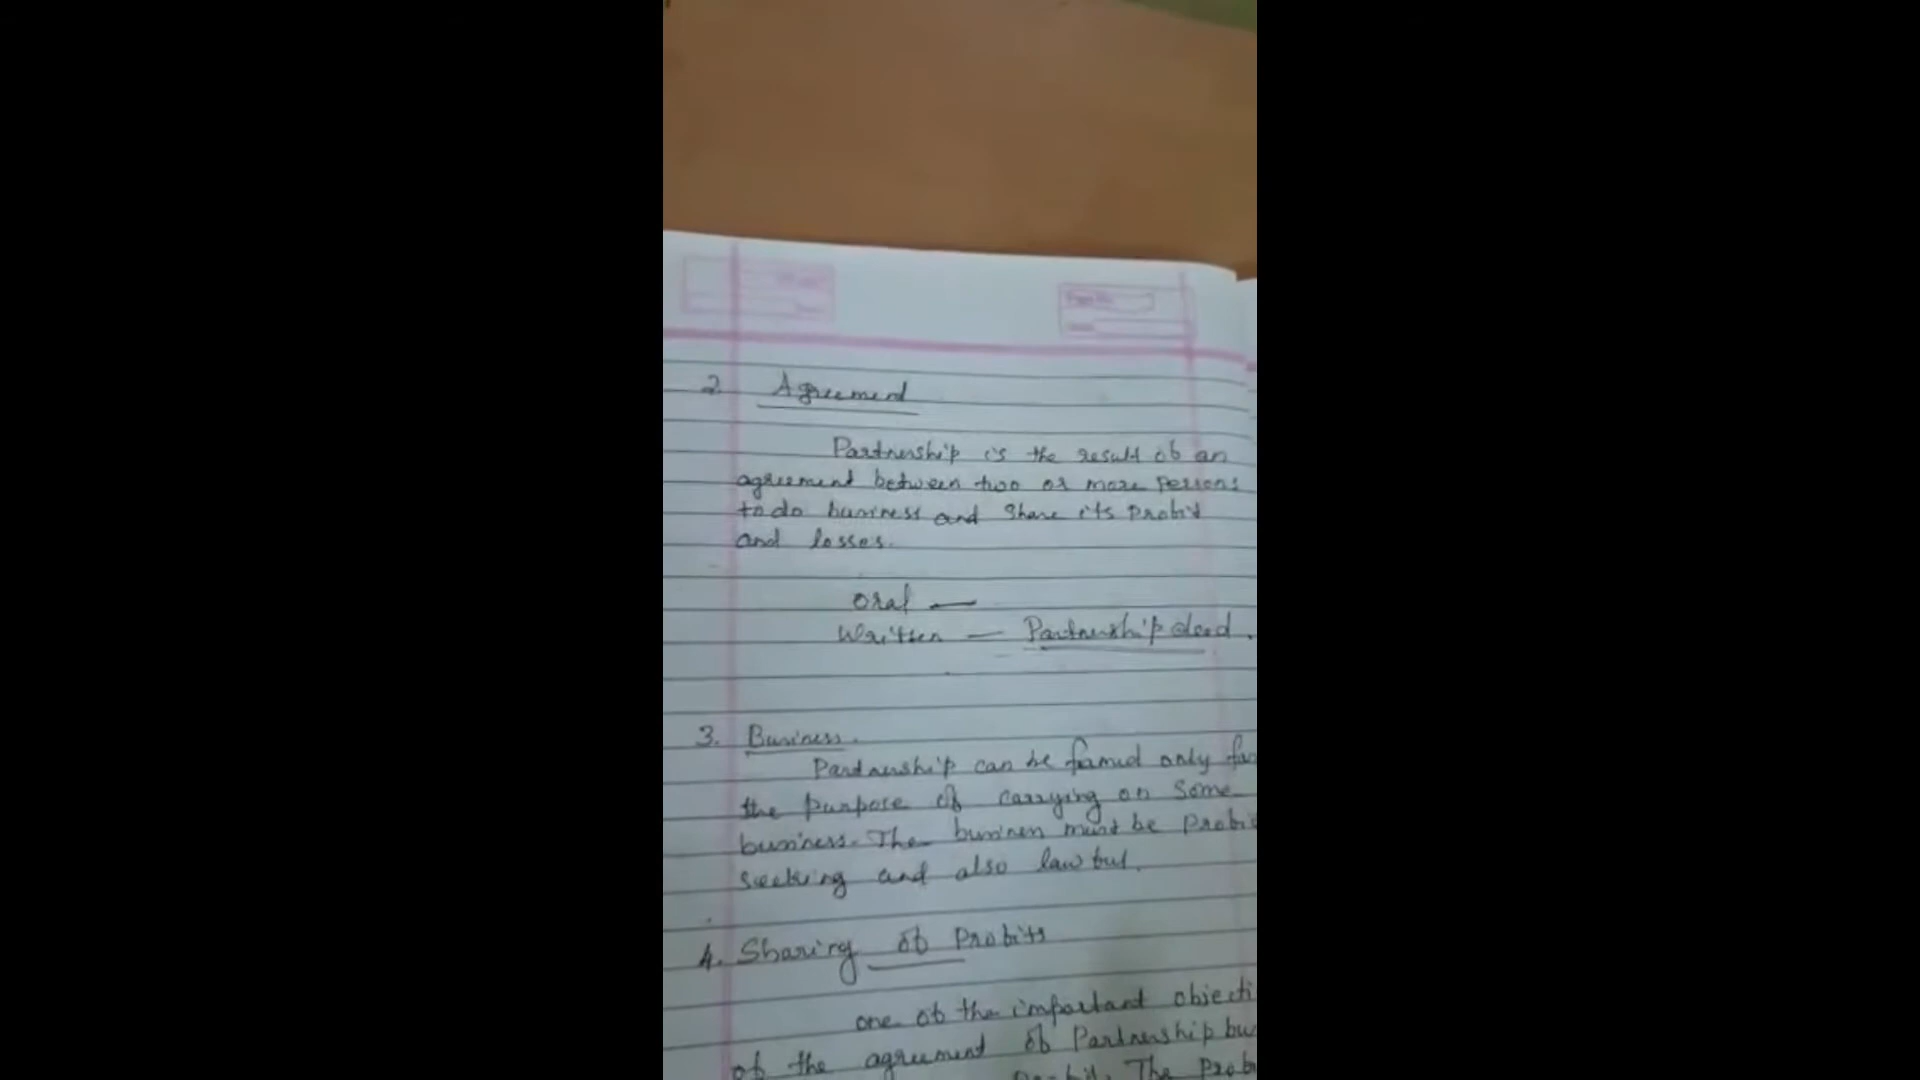 2. Agreement
Partnership is the result of an
agreement between two or more persons
to do business and share its profit
and losses.
Oral —
Written — Partnership deed.
3. Business.
Partnership can be formed only for
the purpose of carrying on some
business. The business must be profit
seeking and also lawful.
4. Sharing of Profits
one of the important objecti
of the agreement of Partnership bus
The prof